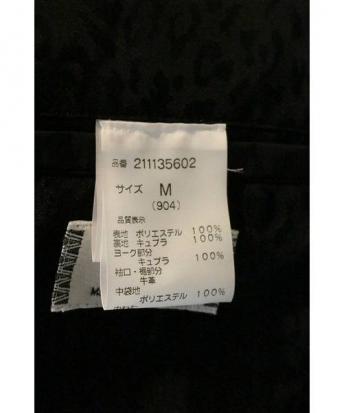 品番 211135602
サイズ M
(904)
品質表示
表地 ポリエステル 100%
裏地 キュプラ 100%
ヨーク部分
キュプラ 100%
袖口・裾部分
牛革
中袋地
ポリエステル 100%